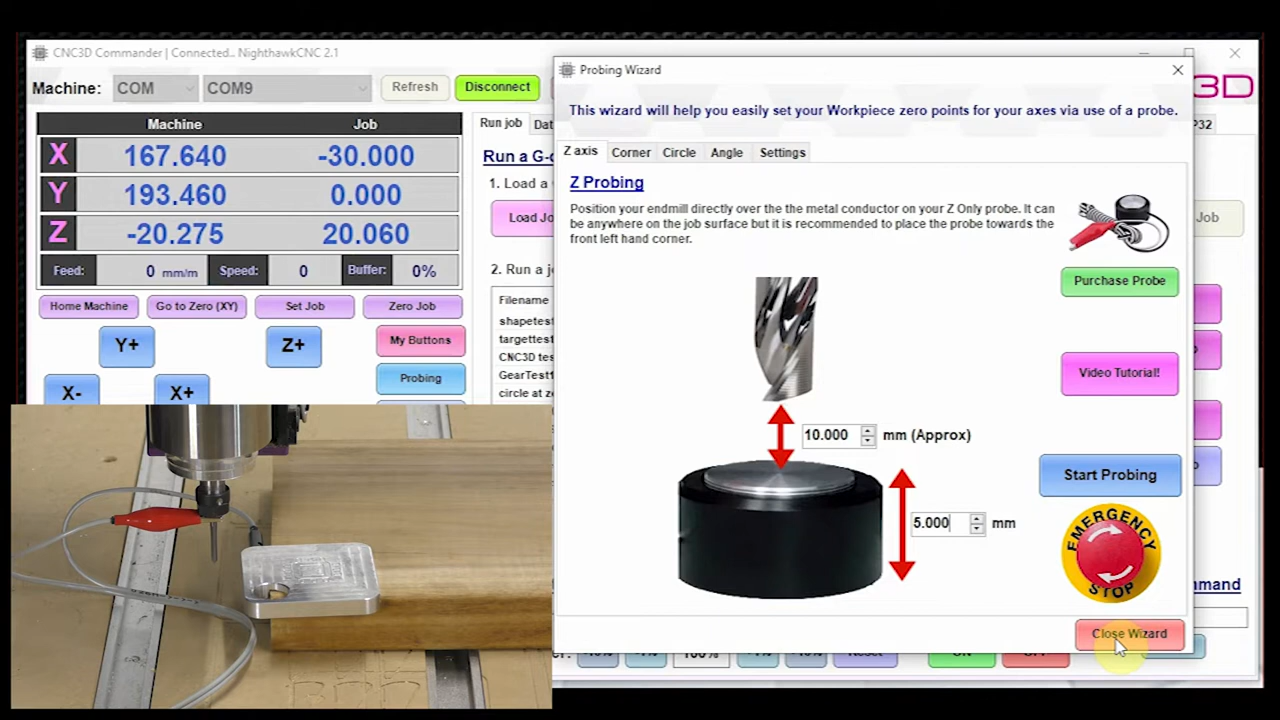 CNC3D Commander | Connected.. NighthawkCNC 2.1
Machine: COM COM9 Refresh Disconnect
3D
Machine Job
X 167.640 -30.000
Y 193.460 0.000
Z -20.275 20.060
Feed: 0 mm/m Speed: 0 Buffer: 0%
Home Machine Go to Zero (XY) Set Job Zero Job
Y+ Z+ My Buttons
X- X+ Probing
Run job Dat
Run a G-
1. Load a
Load Jo
2. Run a j
Filename
shapetest
targettest
CNC3D tes
GearTest1
circle at ze
Probing Wizard
This wizard will help you easily set your Workpiece zero points for your axes via use of a probe.
Z axis Corner Circle Angle Settings
Z Probing
Position your endmill directly over the the metal conductor on your Z Only probe. It can
be anywhere on the job surface but it is recommended to place the probe towards the
front left hand corner.
Purchase Probe
Video Tutorial!
10.000 mm (Approx)
Start Probing
5.000 mm
EMERGENCY
STOP
Close Wizard
P32
Job
mmand
100%
Reset